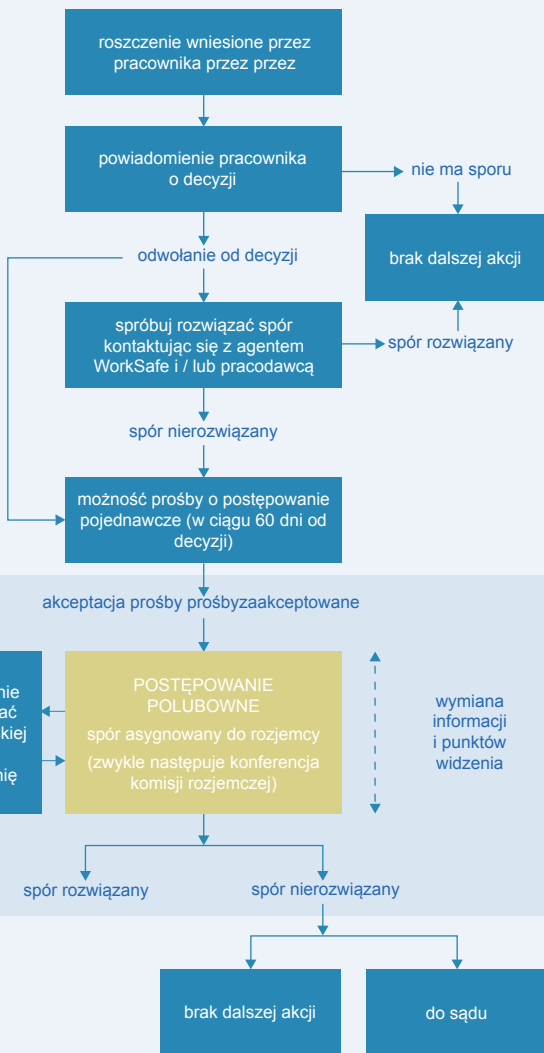 roszczenie wniesione przez
pracownika przez przez
powiadomienie pracownika
o decyzji
nie ma sporu
brak dalszej akcji
odwołanie od decyzji
spróbuj rozwiązać spór
kontaktując się z agentem
WorkSafe i / lub pracodawcą
spór rozwiązany
spór nierozwiązany
możność prośby o postępowanie
pojednawcze (w ciągu 60 dni od
decyzji)
akceptacja prośby prośbyzaakceptowane
POSTĘPOWANIE
POLUBOWNE
spór asygnowany do rozjemcy
(zwykle następuje konferencja
komisji rozjemczej)
wymiana
informacji
i punktów
widzenia
spór rozwiązany
spór nierozwiązany
brak dalszej akcji
do sądu